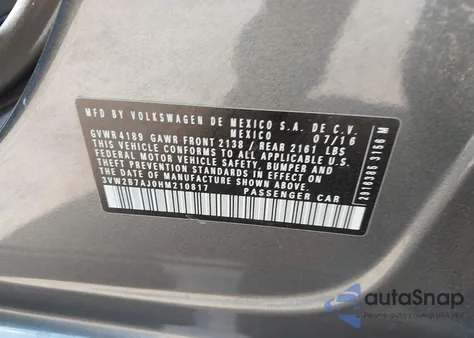 MFD BY VOLKSWAGEN DE MEXICO S.A. DE C.V.
MEXICO 07/16
GVWR 4189 GAWR FRONT 2138 / REAR 2161 LBS
THIS VEHICLE CONFORMS TO ALL APPLICABLE U.S.
FEDERAL MOTOR VEHICLE SAFETY, BUMPER AND
THEFT PREVENTION STANDARDS IN EFFECT ON
THE DATE OF MANUFACTURE SHOWN ABOVE.
3VW2B7AJ0HM210817 PASSENGER CAR
autaSnap